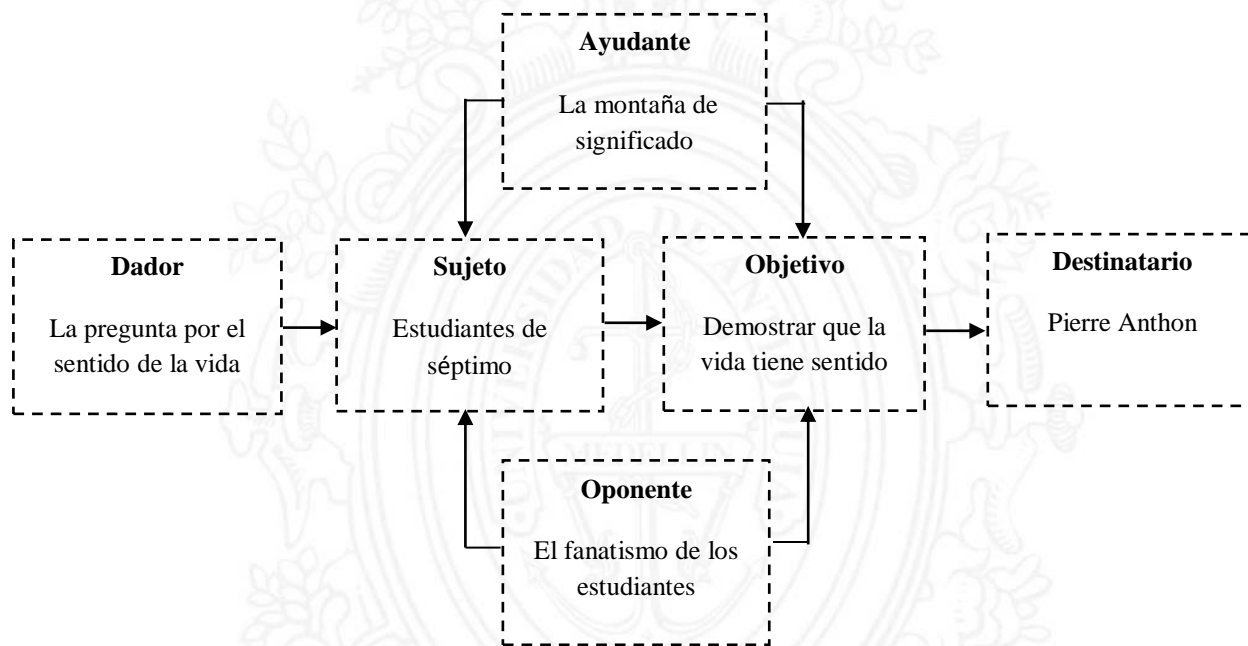 Ayudante
La montaña de
significado
Dador
La pregunta por el
sentido de la vida
Sujeto
Estudiantes de
séptimo
Objetivo
Demostrar que la
vida tiene sentido
Destinatario
Pierre Anthon
Oponente
El fanatismo de los
estudiantes